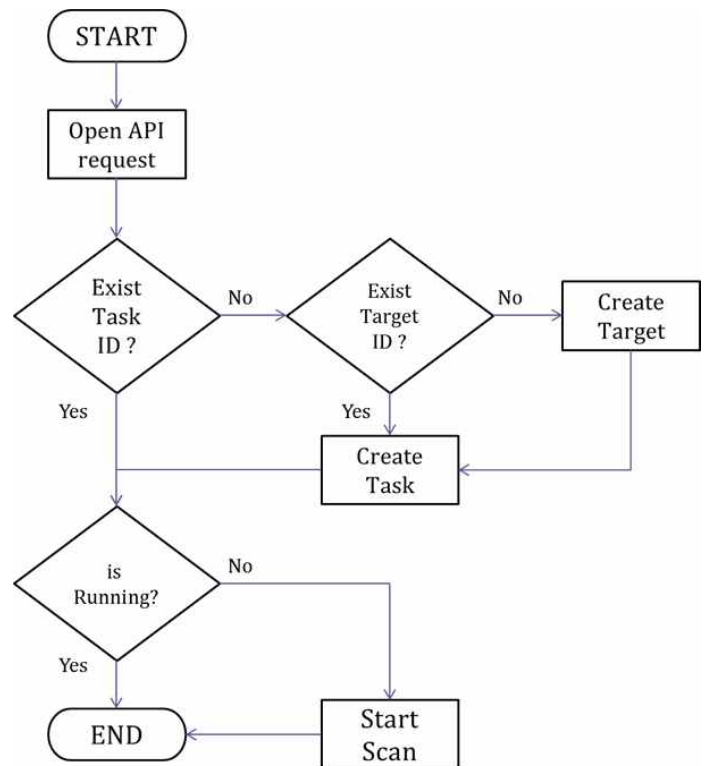 START
Open API
request
Exist
Task
ID ?
No
Exist
Target
ID ?
No
Create
Target
Yes
Yes
Create
Task
is
Running?
No
Yes
END
Start
Scan